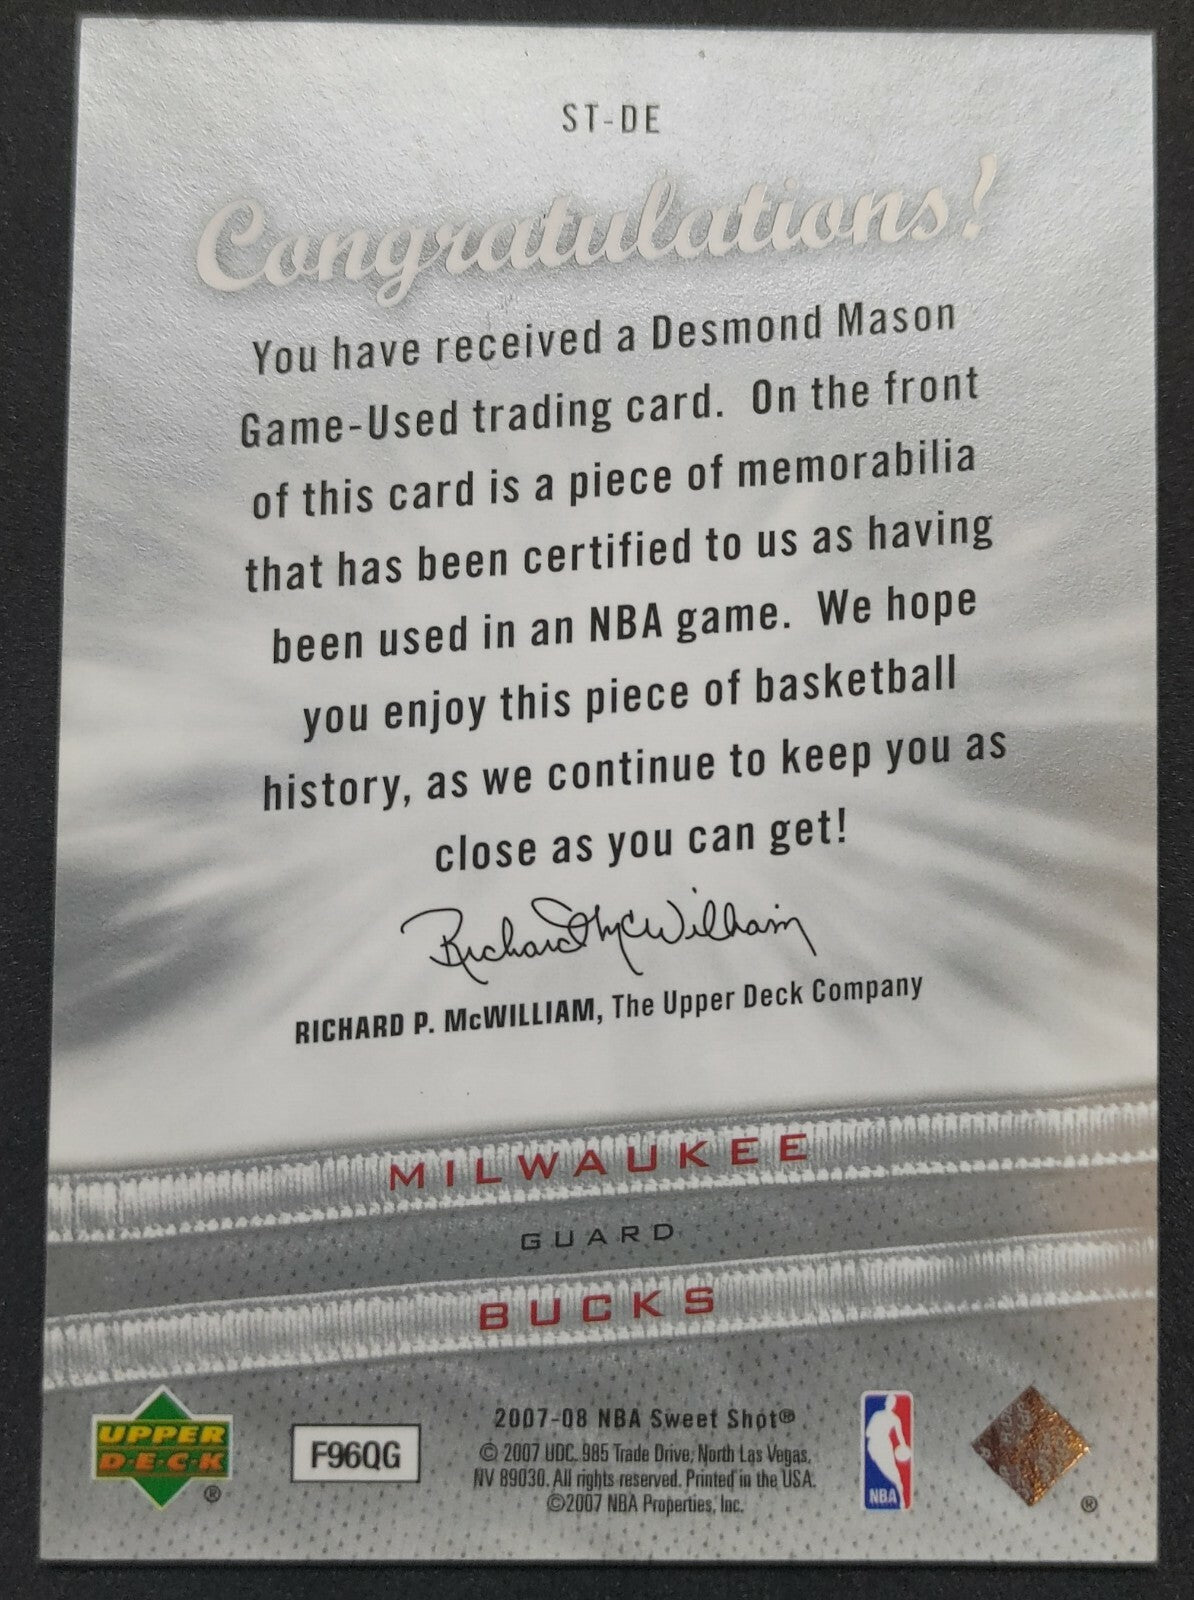 ST-DE
Congratulations!
You have received a Desmond Mason
Game-Used trading card. On the front
of this card is a piece of memorabilia
that has been certified to us as having
been used in an NBA game. We hope
you enjoy this piece of basketball
history, as we continue to keep you as
close as you can get!
Richard McWilliam
RICHARD P. McWILLIAM, The Upper Deck Company
MILWAUKEE
GUARD
BUCKS
UPPER
D·E·C·K
®
F96QG
2007-08 NBA Sweet Shot®
© 2007 UDC. 985 Trade Drive, North Las Vegas,
NV 89030. All rights reserved. Printed in the USA.
©2007 NBA Properties, Inc.
NBA
®